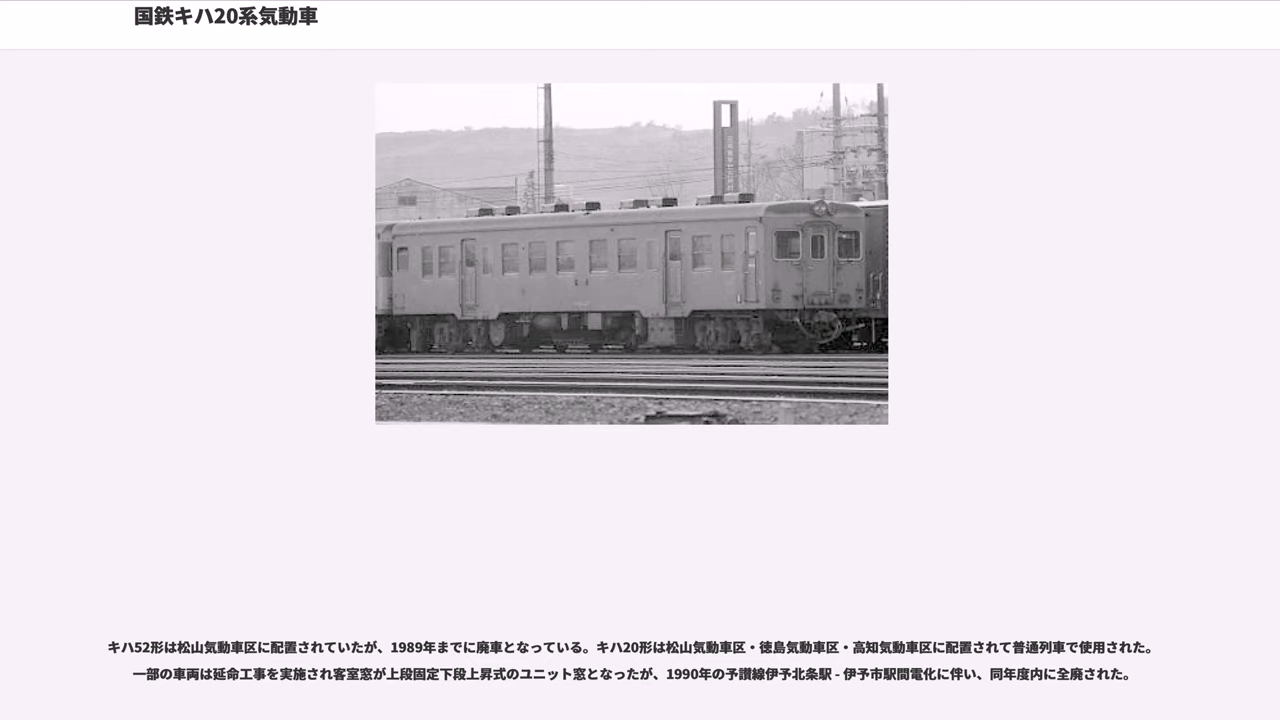 国鉄キハ20系気動車
キハ52形は松山気動車区に配置されていたが、1989年までに廃車となっている。キハ20形は松山気動車区・徳島気動車区・高知気動車区に配置されて普通列車で使用された。
一部の車両は延命工事を実施され客室窓が上段固定下段上昇式のユニット窓となったが、1990年の予讃線伊予北条駅 - 伊予市駅間電化に伴い、同年度内に全廃された。